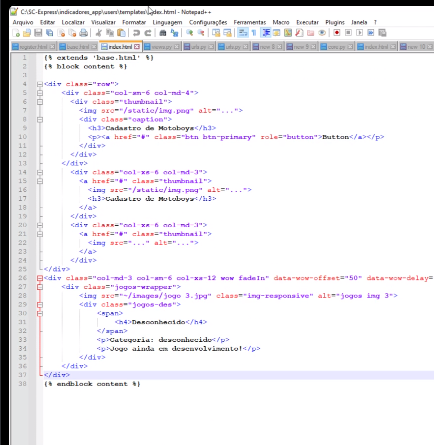 C:\SC-Express\indicadores_app\users\templates\index.html - Notepad++
Arquivo Editar Localizar Visualizar Formatar Linguagem Configurações Ferramentas Macro Executar Plugins Janela ?
register.html base.html index.html views.py urls.py urls.py new 8 new 9 core.py index.html new 10
1 {% extends 'base.html' %}
2 {% block content %}
3
4 <div class="row">
5 <div class="col-sm-6 col-md-4">
6 <div class="thumbnail">
7 <img src="/static/img.png" alt="...">
8 <div class="caption">
9 <h3>Cadastro de Motoboys</h3>
10 <p><a href="#" class="btn btn-primary" role="button">Button</a></p>
11 </div>
12 </div>
13 </div>
14 <div class="col-xs-6 col-md-3">
15 <a href="#" class="thumbnail">
16 <img src="/static/img.png" alt="...">
17 <h3>Cadastro de Motoboys</h3>
18 </a>
19 </div>
20 <div class="col-xs-6 col-md-3">
21 <a href="#" class="thumbnail">
22 <img src="..." alt="...">
23 </a>
24 </div>
25 </div>
26 <div class="col-md-3 col-sm-6 col-xs-12 wow fadeIn" data-wow-offset="50" data-wow-delay=
27 <div class="jogos-wrapper">
28 <img src="~/images/jogo 3.jpg" class="img-responsive" alt="jogos img 3">
29 <div class="jogos-des">
30 <span>
31 <h4>Desconhecido</h4>
32 </span>
33 <p>Categoria: desconhecido</p>
34 <p>Jogo ainda em desenvolvimento!</p>
35 </div>
36 </div>
37 </div>
38 {% endblock content %}